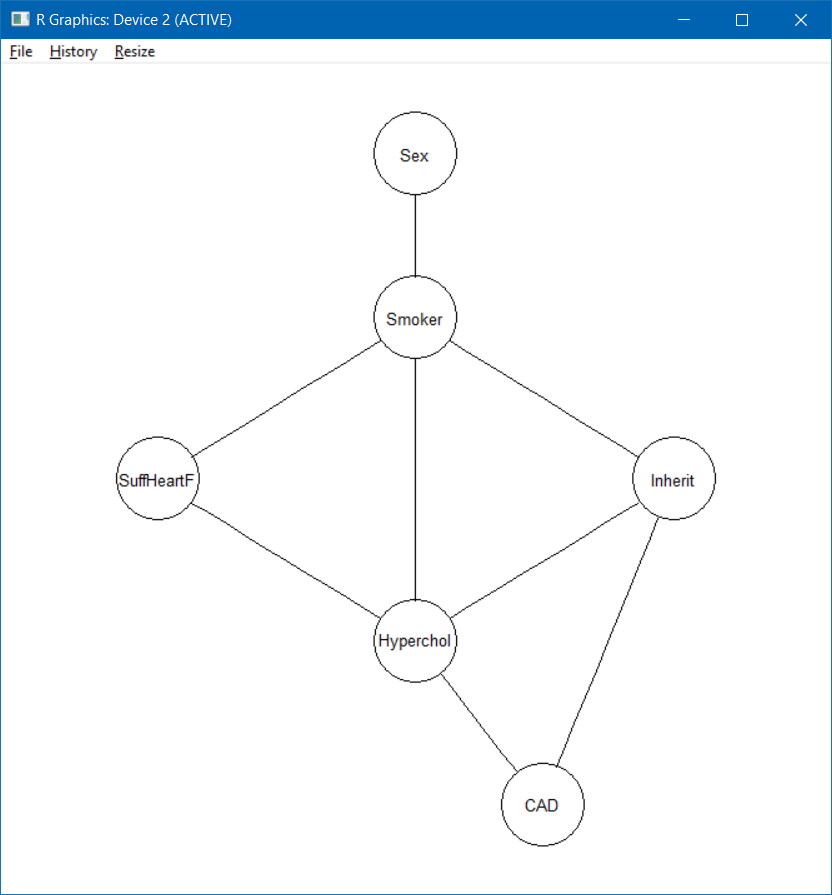 R Graphics: Device 2 (ACTIVE)
File History Resize
Sex
Smoker
SuffHeartF
Inherit
Hyperchol
CAD